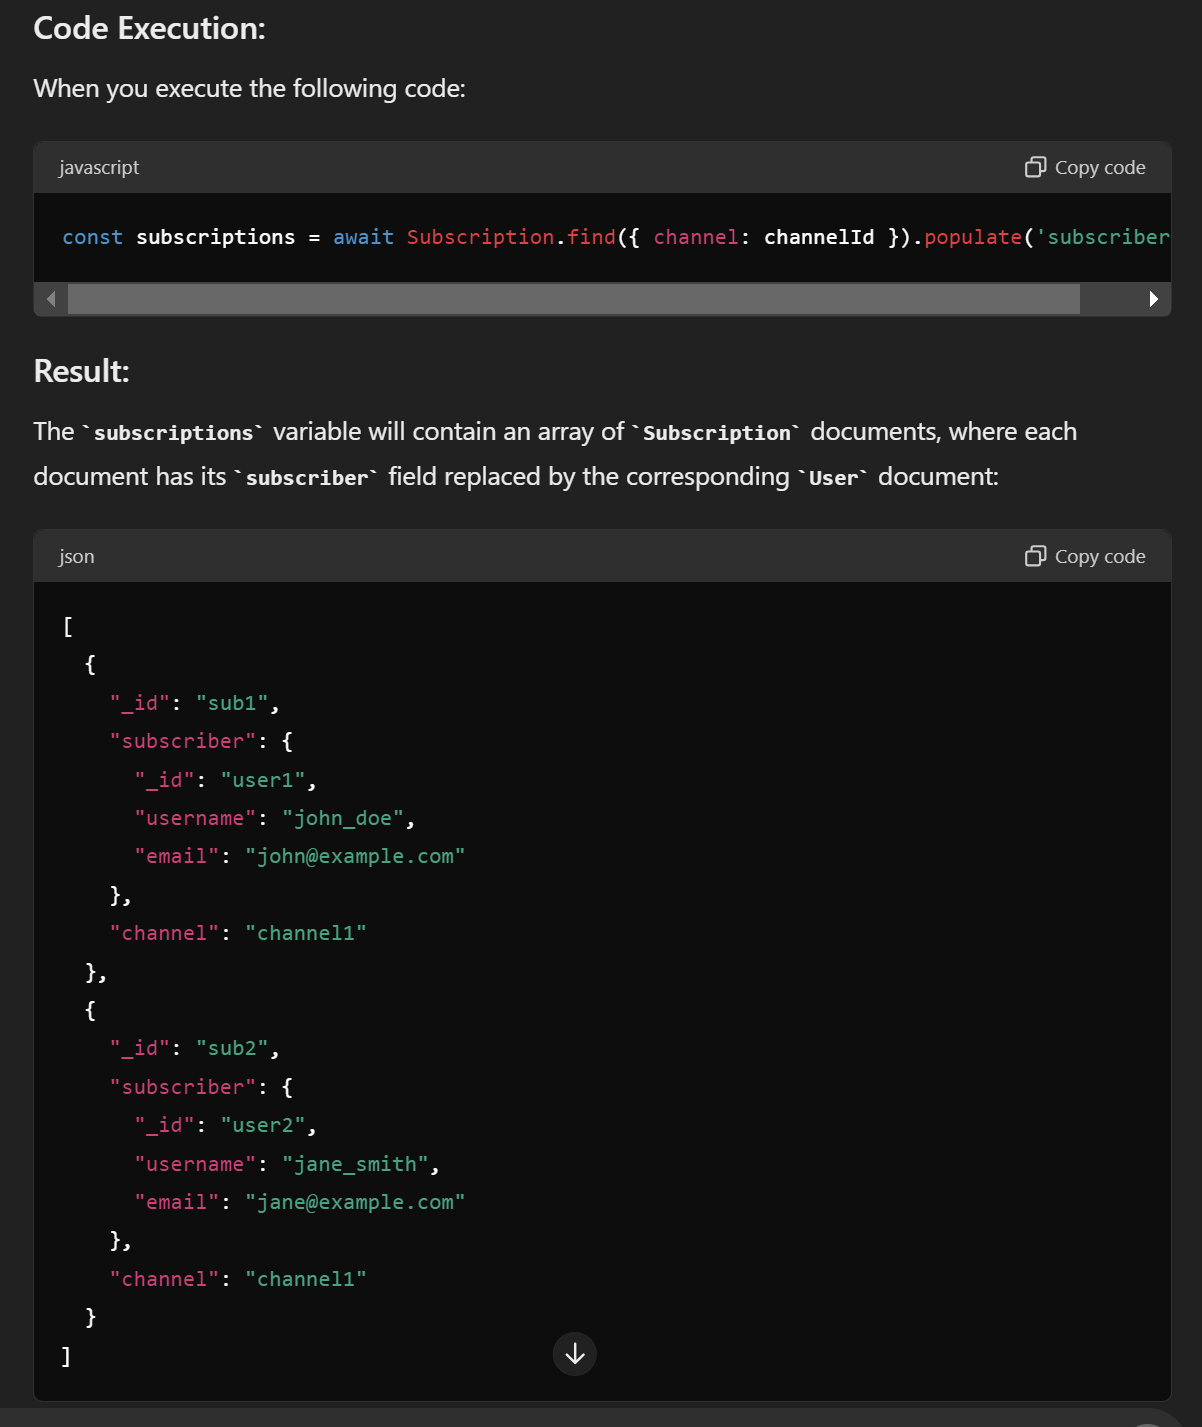 Code Execution:
When you execute the following code:
javascript
Copy code
const subscriptions = await Subscription.find({ channel: channelId }).populate('subscriber
Result:
The `subscriptions` variable will contain an array of `Subscription` documents, where each
document has its `subscriber` field replaced by the corresponding `User` document:
json
Copy code
[
  {
    "_id": "sub1",
    "subscriber": {
      "_id": "user1",
      "username": "john_doe",
      "email": "john@example.com"
    },
    "channel": "channel1"
  },
  {
    "_id": "sub2",
    "subscriber": {
      "_id": "user2",
      "username": "jane_smith",
      "email": "jane@example.com"
    },
    "channel": "channel1"
  }
]